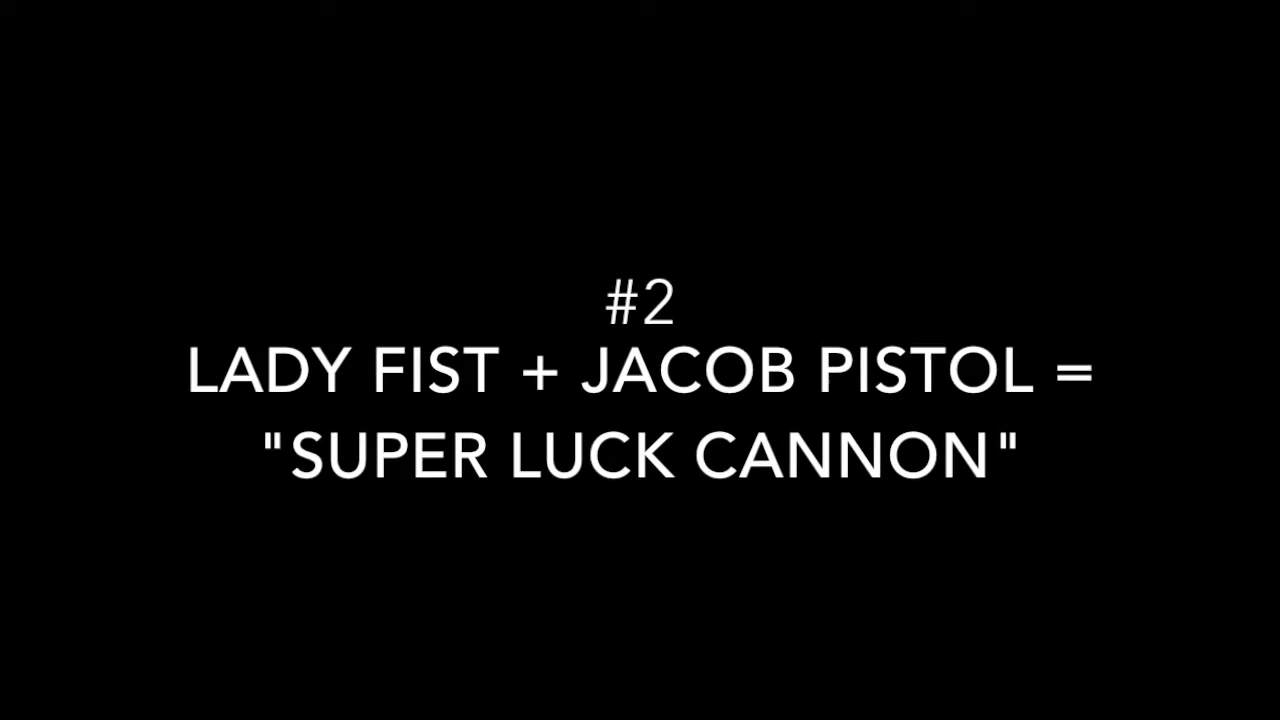 #2
LADY FIST + JACOB PISTOL =
"SUPER LUCK CANNON"